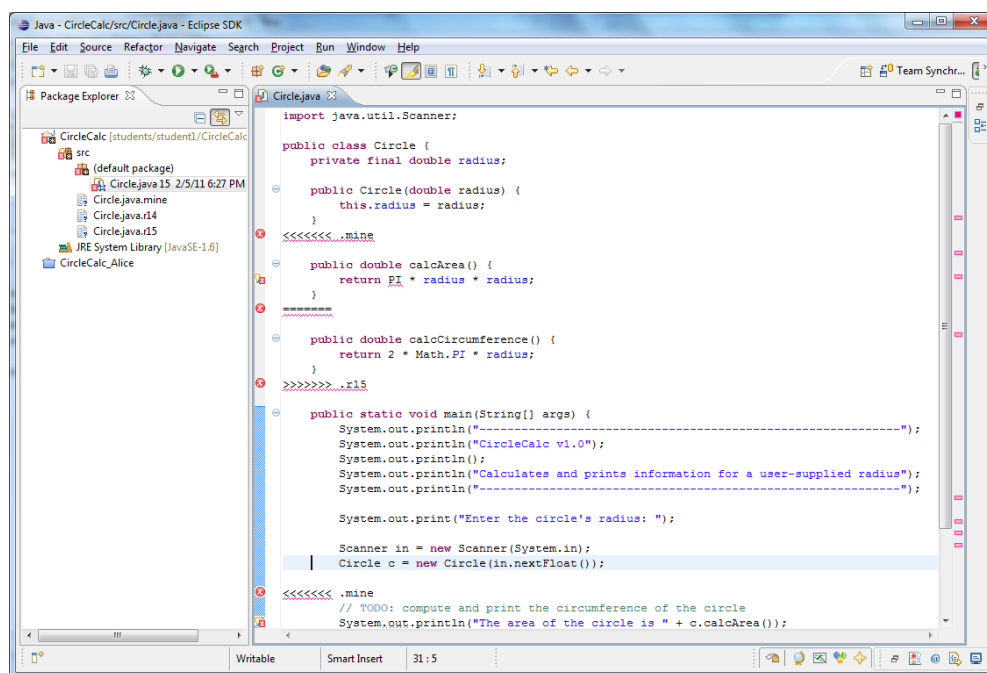 Java - CircleCalc/src/Circle.java - Eclipse SDK
File Edit Source Refactor Navigate Search Project Run Window Help
Team Synchr...
Package Explorer
Circle.java
CircleCalc [students/student1/CircleCalc
src
(default package)
Circle.java 15 2/5/11 6:27 PM
Circle.java.mine
Circle.java.r14
Circle.java.r15
JRE System Library [JavaSE-1.6]
CircleCalc_Alice
import java.util.Scanner;
public class Circle {
private final double radius;
public Circle(double radius) {
this.radius = radius;
}
<<<<<<< .mine
public double calcArea() {
return PI * radius * radius;
}
=======
public double calcCircumference() {
return 2 * Math.PI * radius;
}
>>>>>>> .r15
public static void main(String[] args) {
System.out.println("--------------------------------------------------------------");
System.out.println("CircleCalc v1.0");
System.out.println();
System.out.println("Calculates and prints information for a user-supplied radius");
System.out.println("--------------------------------------------------------------");
System.out.print("Enter the circle's radius: ");
Scanner in = new Scanner(System.in);
Circle c = new Circle(in.nextFloat());
<<<<<<< .mine
// TODO: compute and print the circumference of the circle
System.out.println("The area of the circle is " + c.calcArea());
Writable Smart Insert 31 : 5